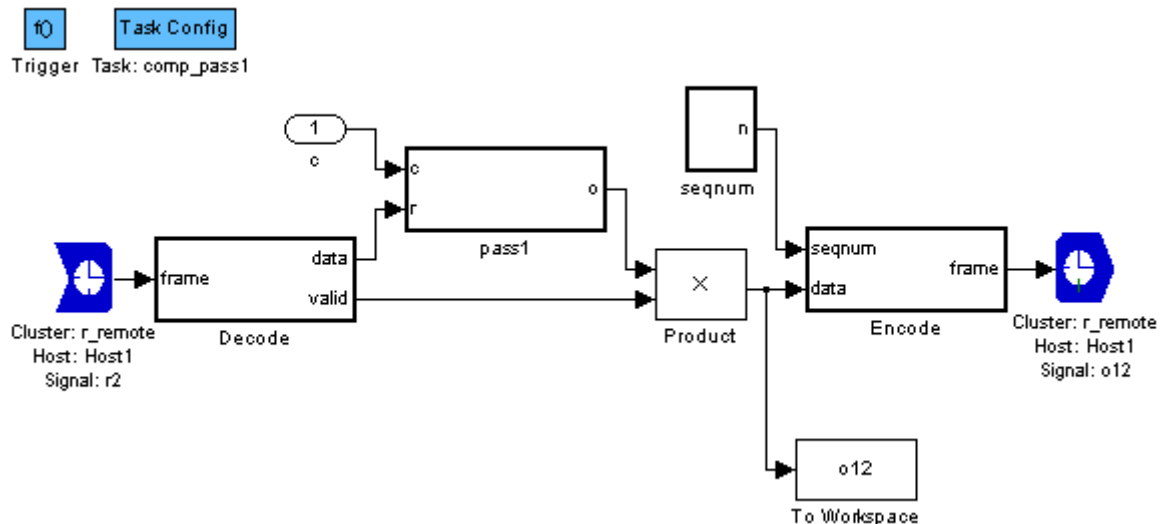 f()
Trigger
Task Config
Task: comp_pass1
1
c
c
r
o
pass1
n
seqnum
Cluster: r_remote
Host: Host1
Signal: r2
frame
data
valid
Decode
×
Product
seqnum
data
frame
Encode
Cluster: r_remote
Host: Host1
Signal: o12
o12
To Workspace